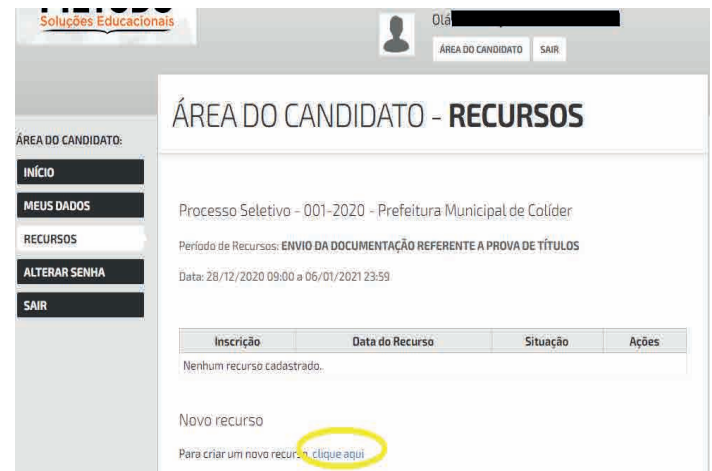 Soluções Educacionais
Olá
ÁREA DO CANDIDATO SAIR
ÁREA DO CANDIDATO - RECURSOS
ÁREA DO CANDIDATO:
INÍCIO
MEUS DADOS
RECURSOS
ALTERAR SENHA
SAIR
Processo Seletivo - 001-2020 - Prefeitura Municipal de Colíder
Período de Recursos: ENVIO DA DOCUMENTAÇÃO REFERENTE A PROVA DE TÍTULOS
Data: 28/12/2020 09:00 a 06/01/2021 23:59
Inscrição Data do Recurso Situação Ações
Nenhum recurso cadastrado.
Novo recurso
Para criar um novo recurso, clique aqui